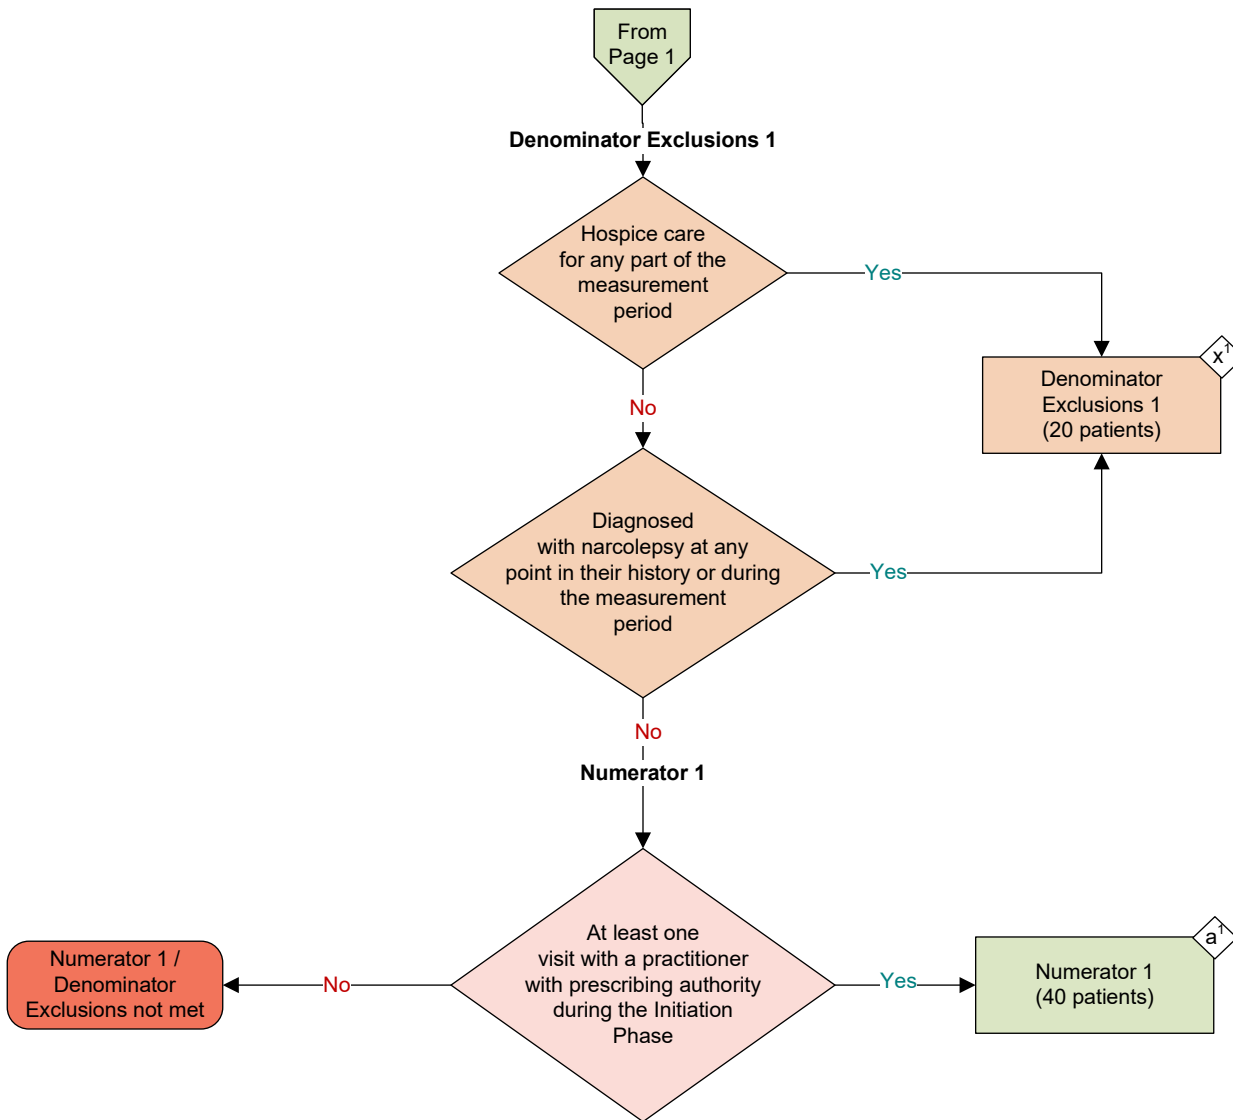 From
Page 1
Denominator Exclusions 1
Hospice care
for any part of the
measurement
period
Yes
x1
Denominator
Exclusions 1
(20 patients)
No
Diagnosed
with narcolepsy at any
point in their history or during
the measurement
period
Yes
No
Numerator 1
At least one
visit with a practitioner
with prescribing authority
during the Initiation
Phase
No
Numerator 1 /
Denominator
Exclusions not met
Yes
a1
Numerator 1
(40 patients)